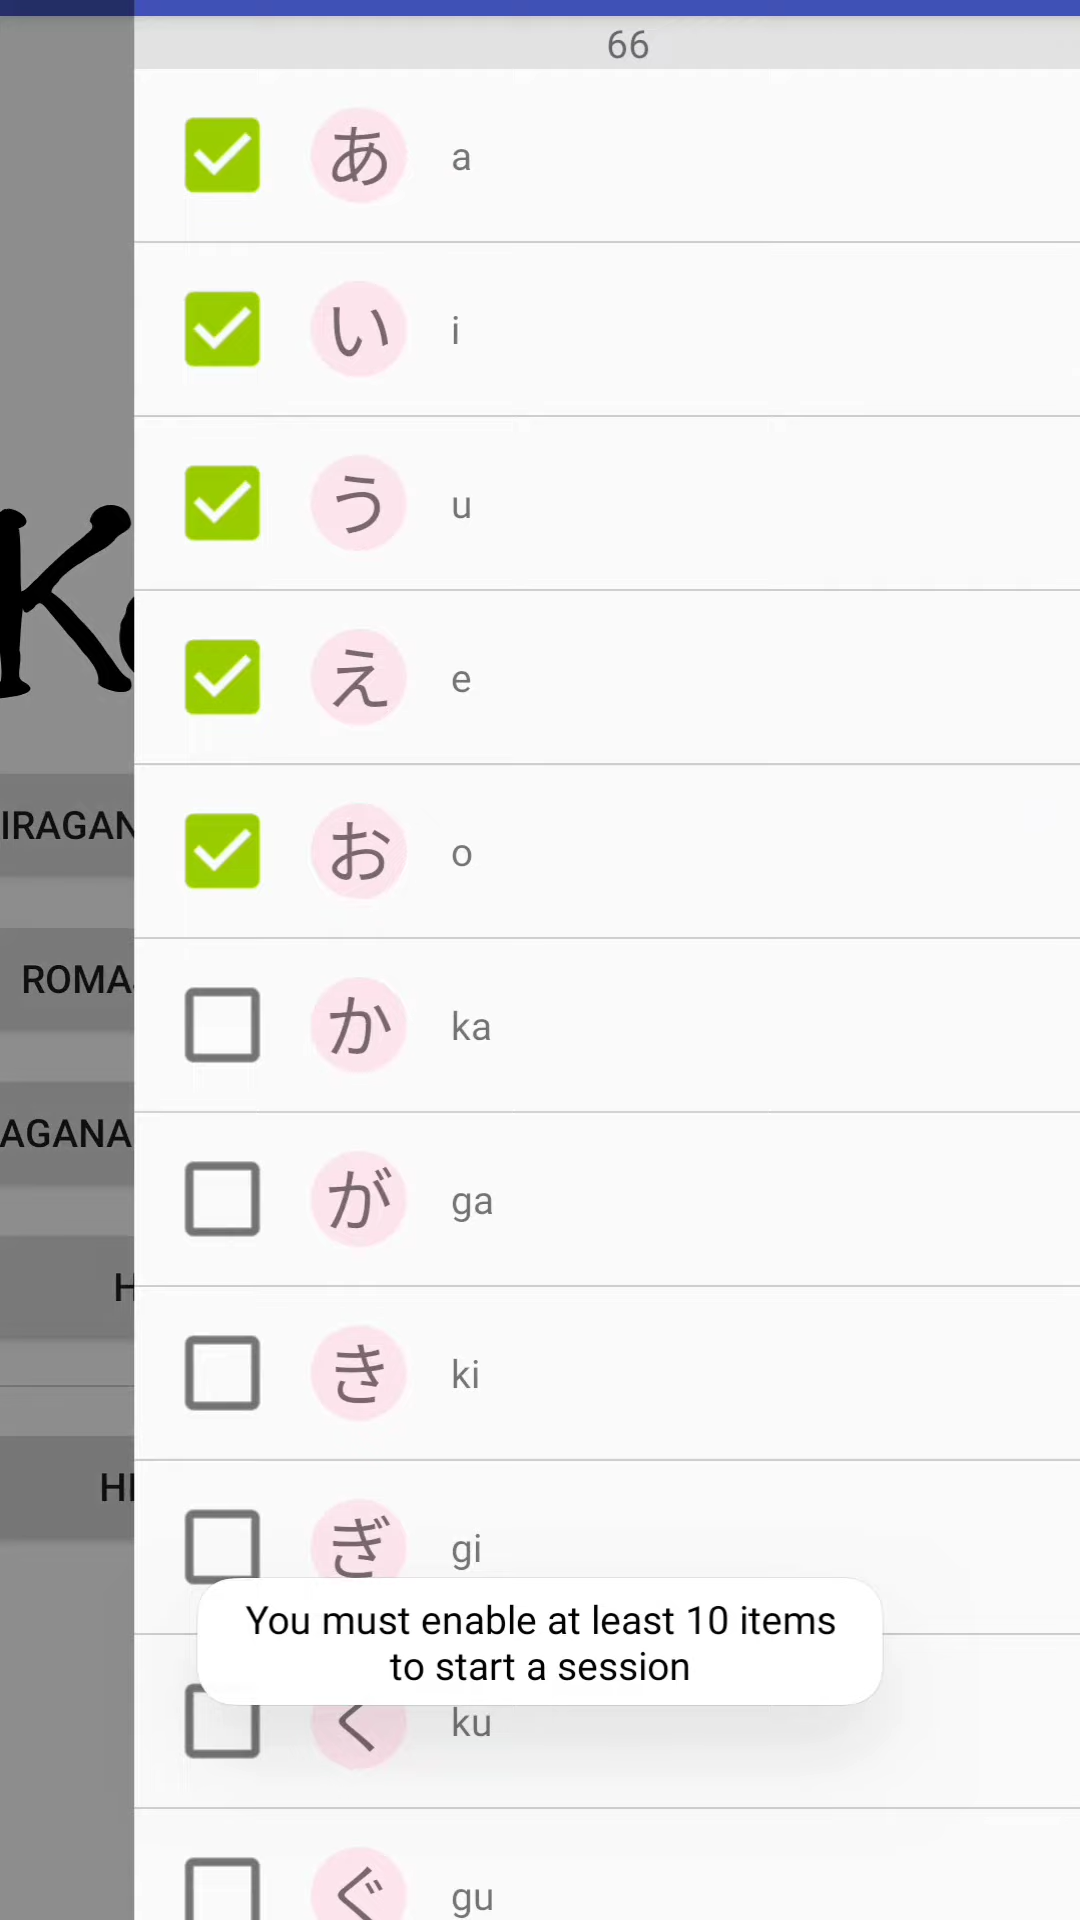 66
あ a
い i
う u
え e
お o
か ka
が ga
き ki
ぎ gi
く ku
ぐ gu
K
IRAGAN
ROMA
AGANA
H
HI
You must enable at least 10 items
to start a session